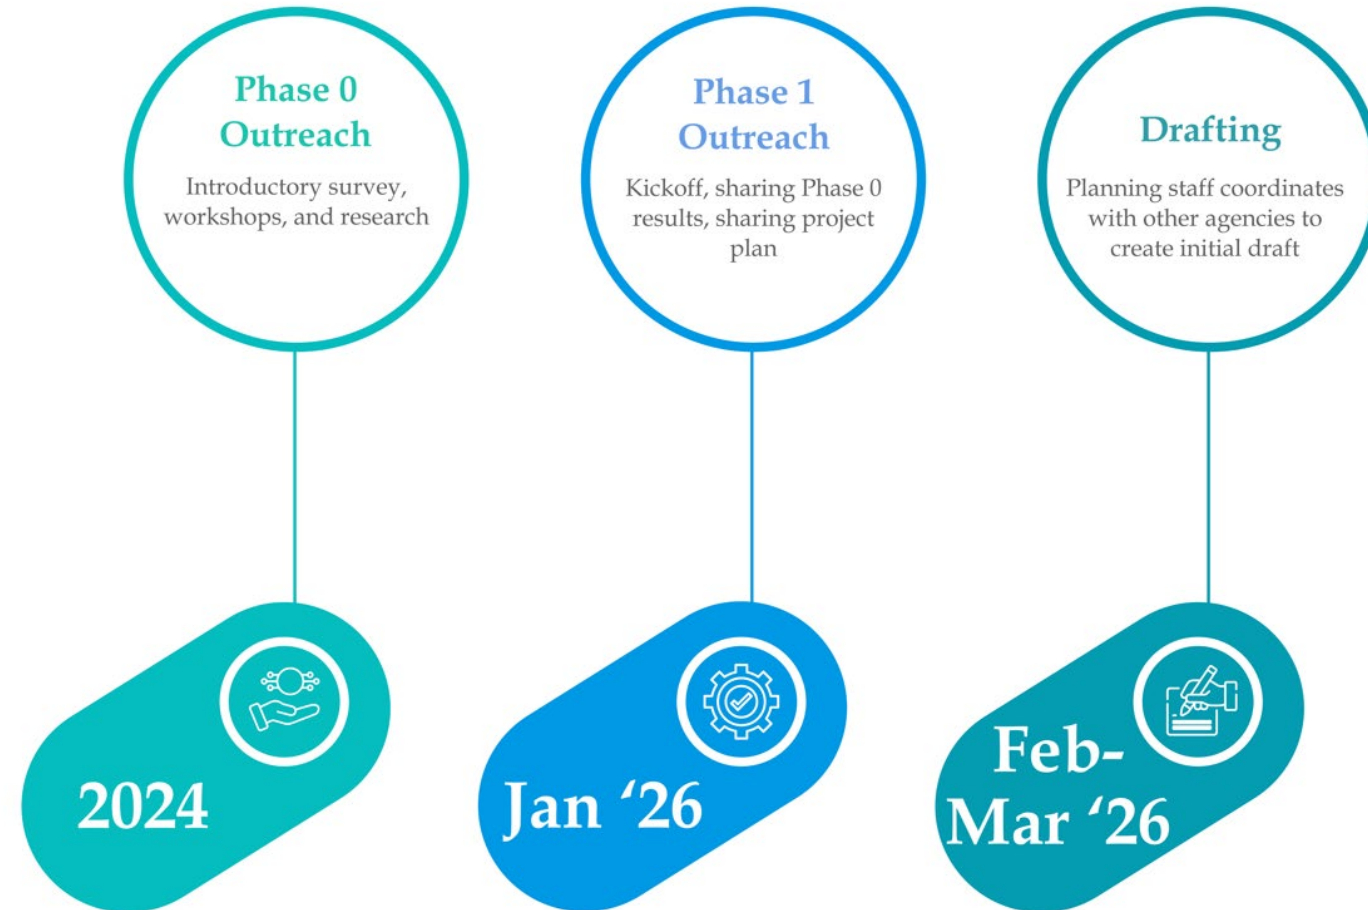 Phase 0
Outreach
Introductory survey,
workshops, and research
2024
Phase 1
Outreach
Kickoff, sharing Phase 0
results, sharing project
plan
Jan ‘26
Drafting
Planning staff coordinates
with other agencies to
create initial draft
Feb-
Mar ‘26